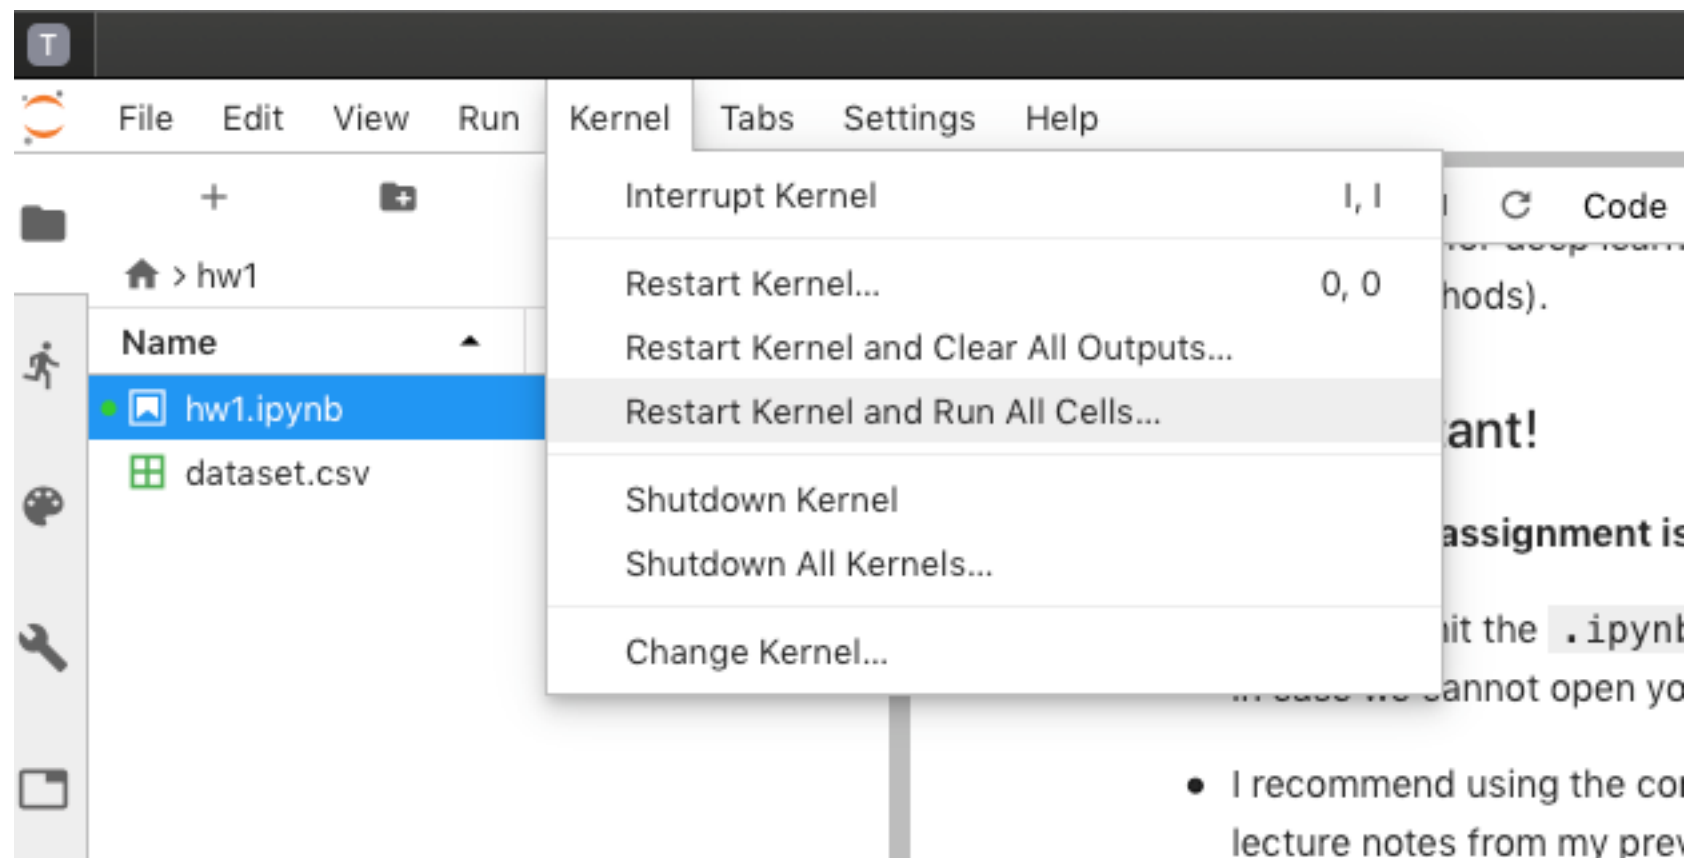 T
File Edit View Run Kernel Tabs Settings Help
Interrupt Kernel I, I
Code
hw1
Restart Kernel... 0, 0
hods).
Name
Restart Kernel and Clear All Outputs...
hw1.ipynb
Restart Kernel and Run All Cells...
ant!
dataset.csv
Shutdown Kernel
assignment is
Shutdown All Kernels...
it the .ipynb
Change Kernel...
cannot open yo
I recommend using the cor
lecture notes from my prev